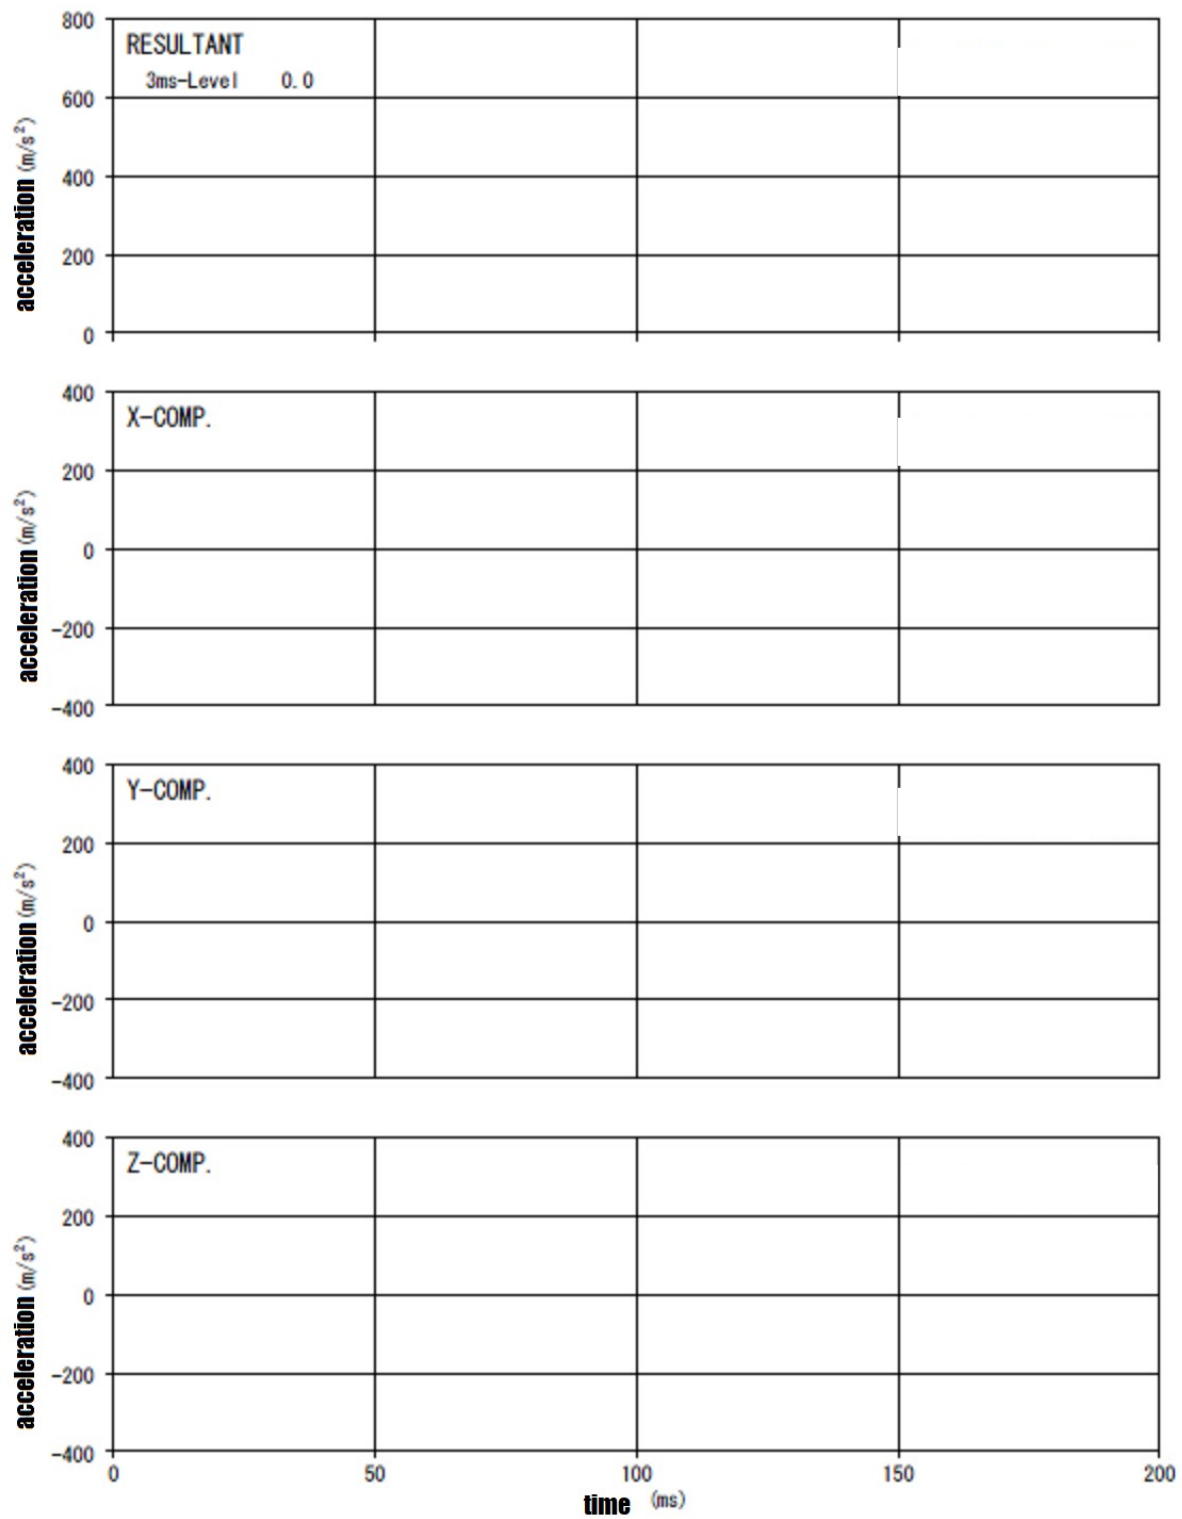 800
RESULTANT
3ms-Level 0.0
600
400
200
0
acceleration (m/s²)
400
X-COMP.
200
0
-200
-400
acceleration (m/s²)
400
Y-COMP.
200
0
-200
-400
acceleration (m/s²)
400
Z-COMP.
200
0
-200
-400
acceleration (m/s²)
0 50 100 150 200
time (ms)